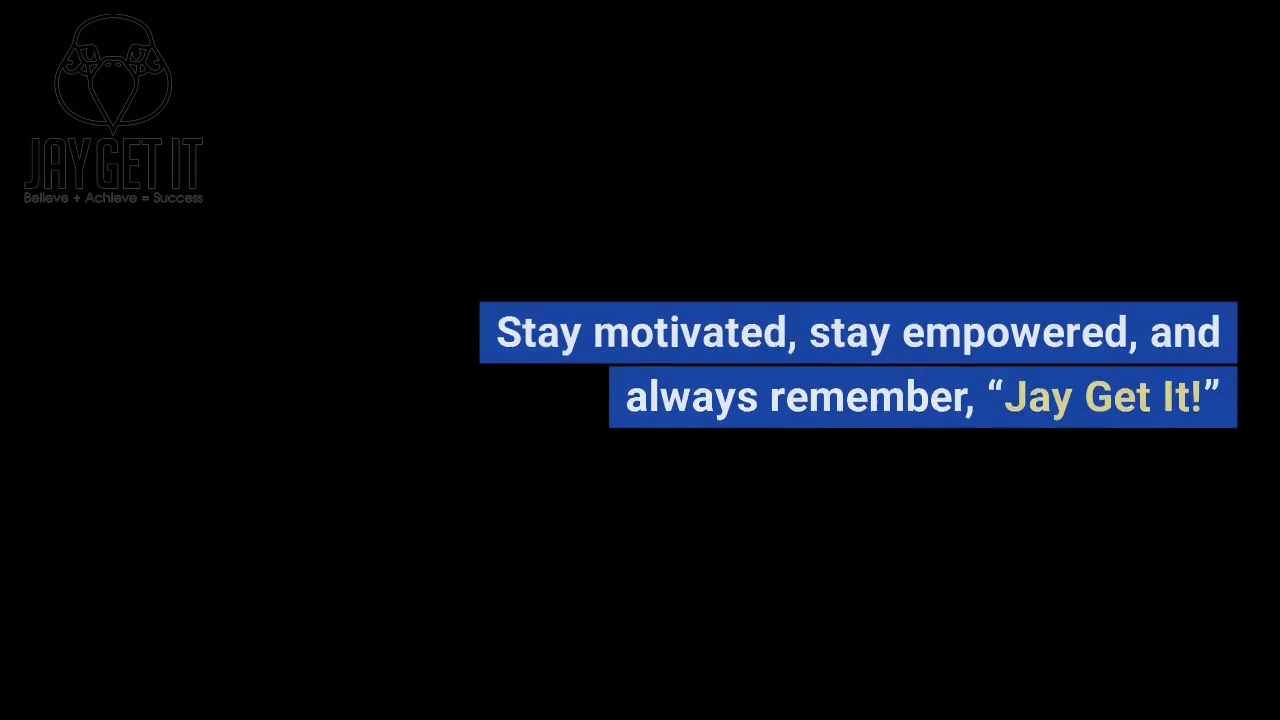 JAY GET IT
Believe + Achieve = Success
Stay motivated, stay empowered, and
always remember, “Jay Get It!”